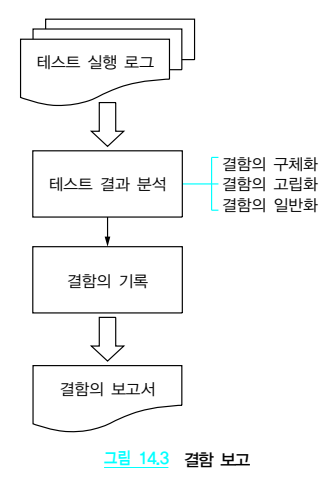 테스트 실행 로그
테스트 결과 분석
결함의 구체화
결함의 고립화
결함의 일반화
결함의 기록
결함의 보고서
그림 14.3 결함 보고